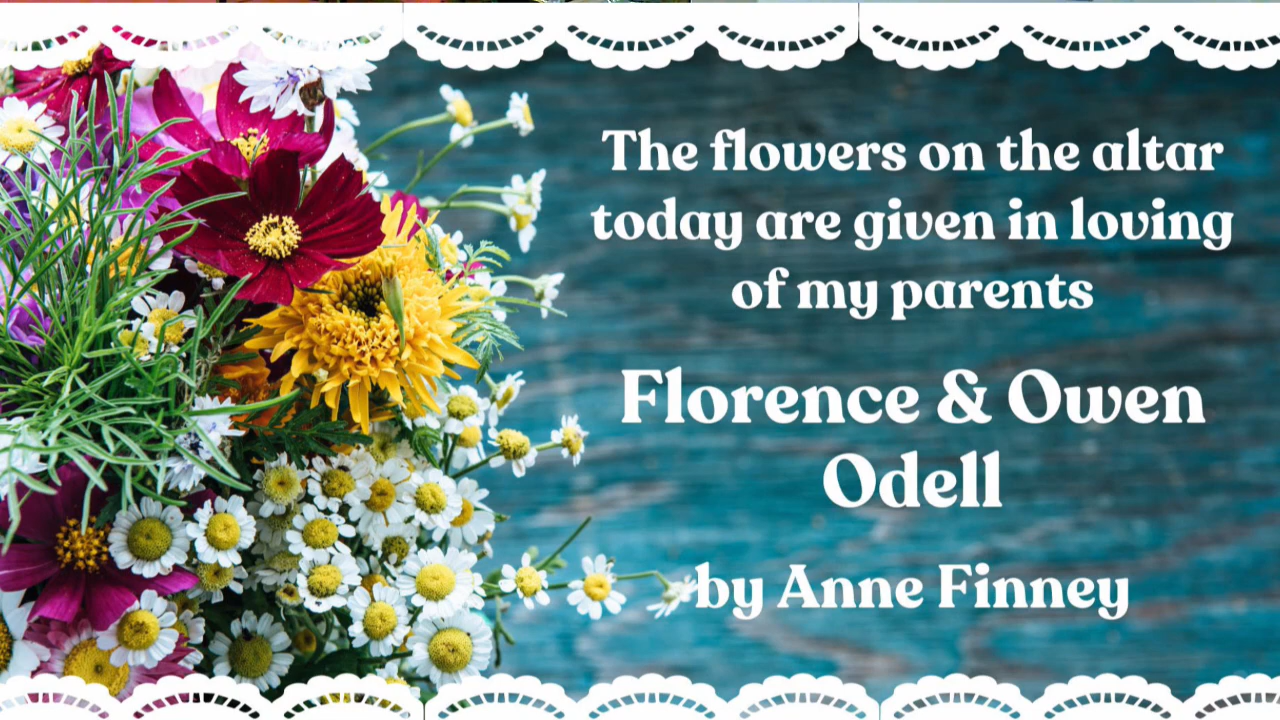 The flowers on the altar
today are given in loving
of my parents
Florence & Owen
Odell
by Anne Finney